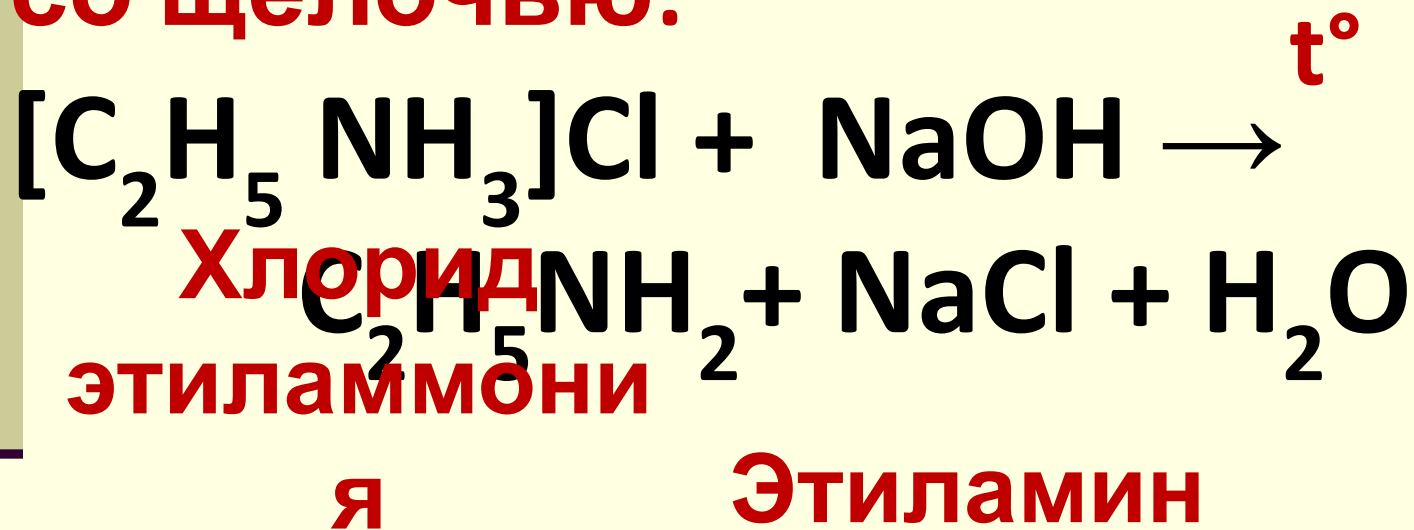 со щелочью:
t°
[C₂H₅ NH₃]Cl + NaOH →
Хлорид
C₂H₅NH₂+ NaCl + H₂O
этиламмони
я
Этиламин